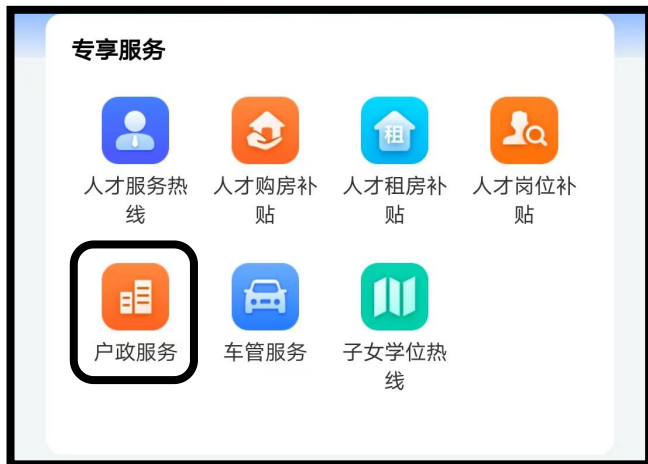 专享服务
租
人才服务热 人才购房补 人才租房补 人才岗位补
线 贴 贴 贴
户政服务 车管服务 子女学位热
线